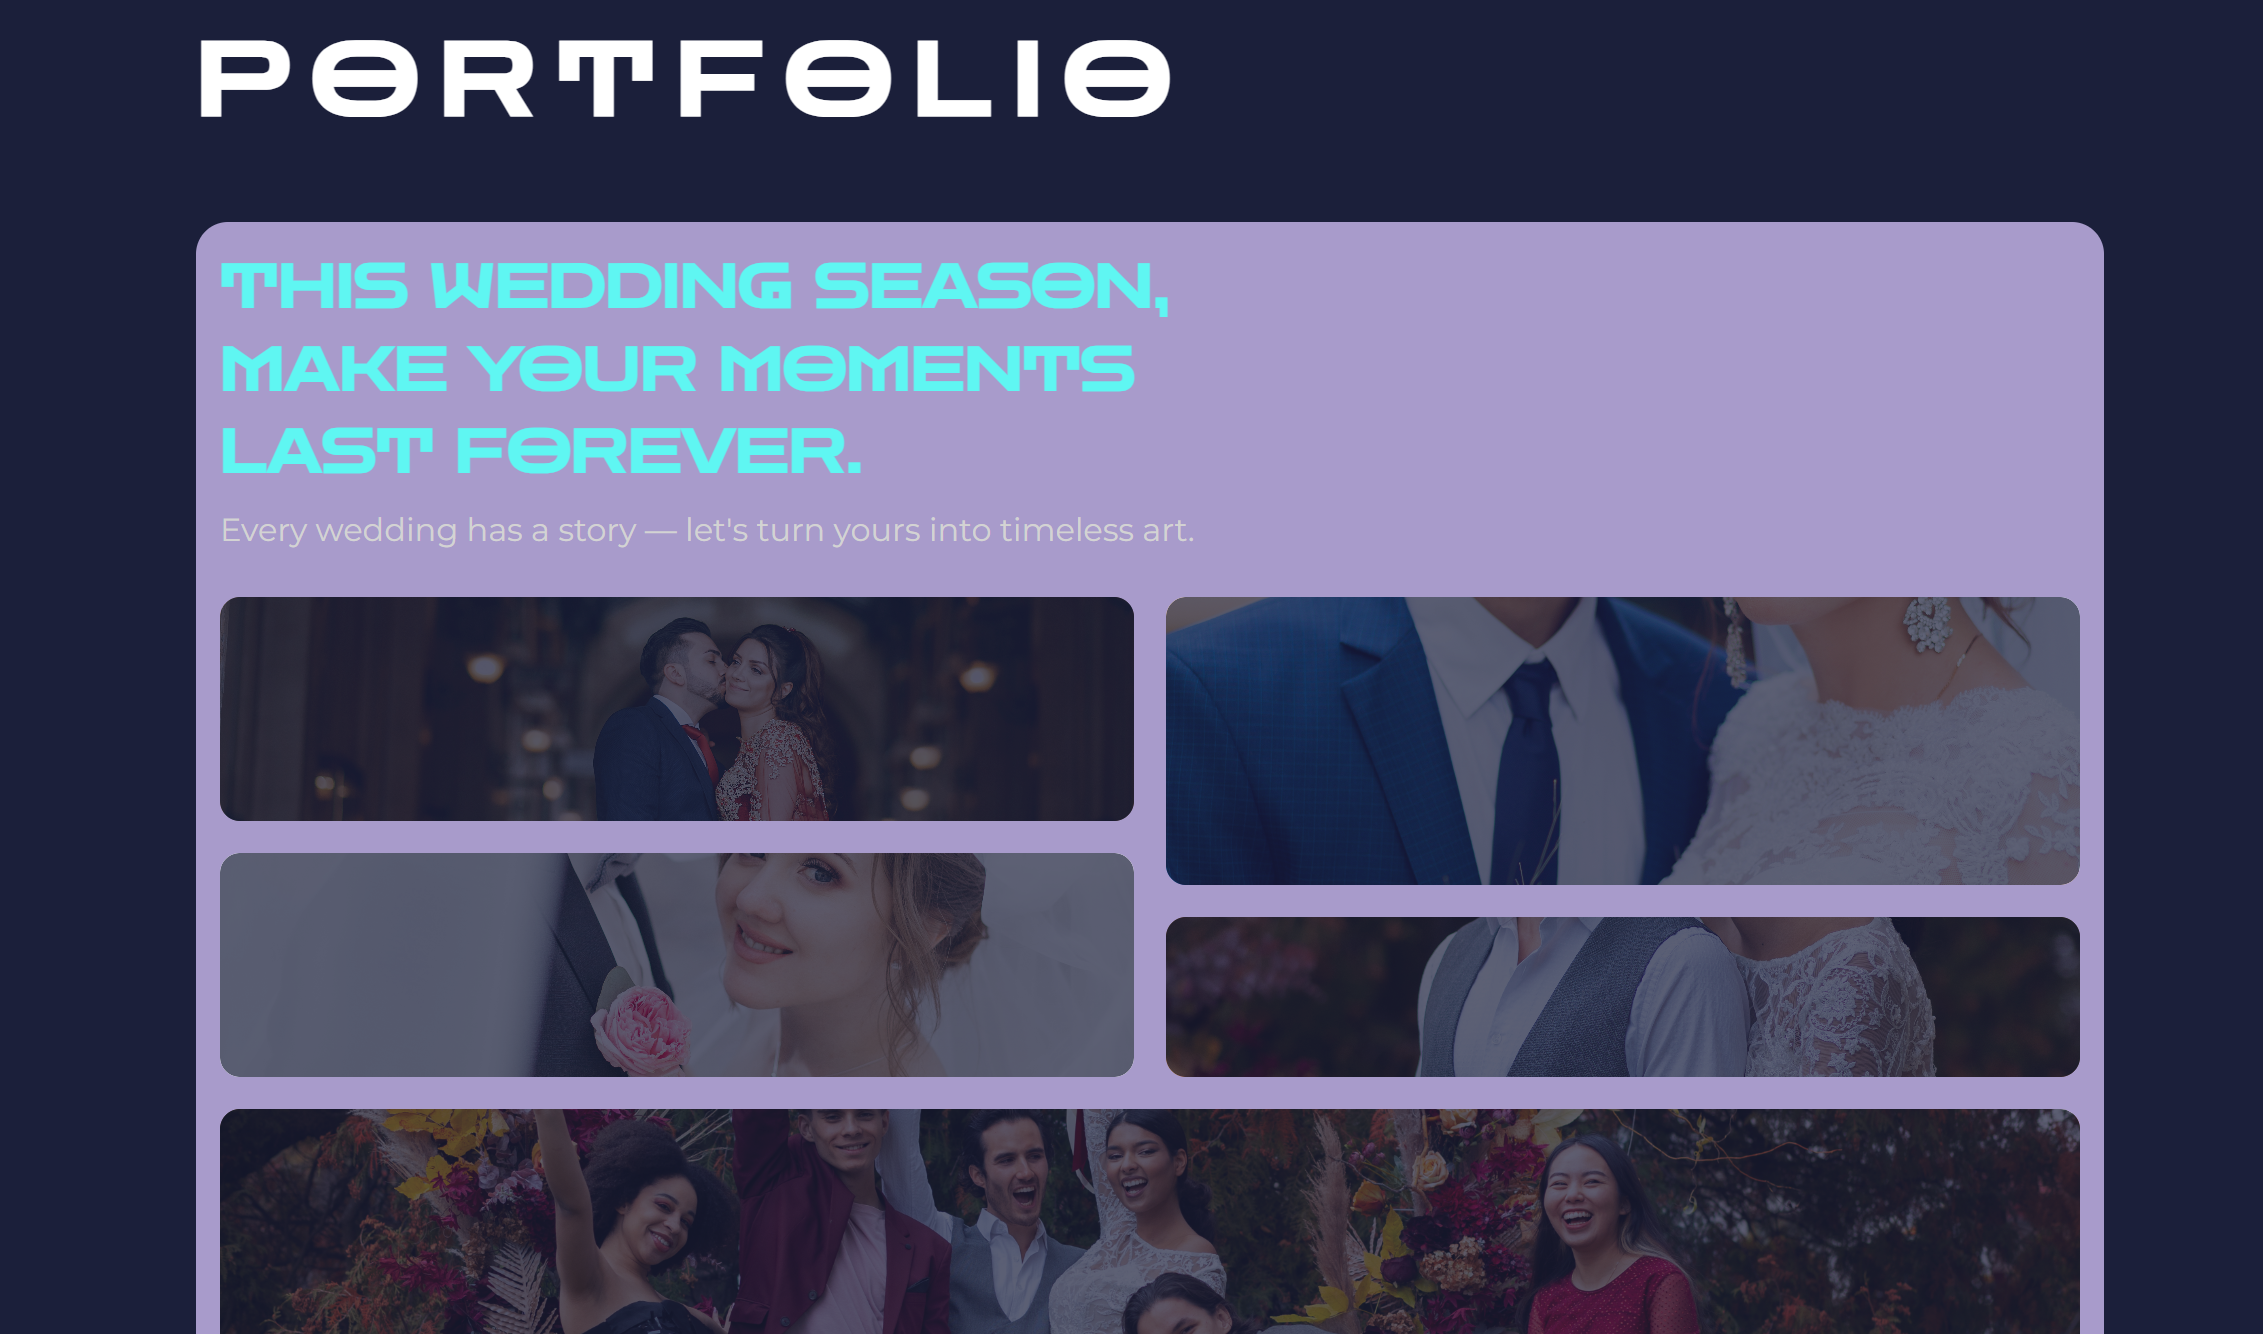 PORTFOLIO
THIS WEDDING SEASON,
MAKE YOUR MOMENTS
LAST FOREVER.
Every wedding has a story — let's turn yours into timeless art.